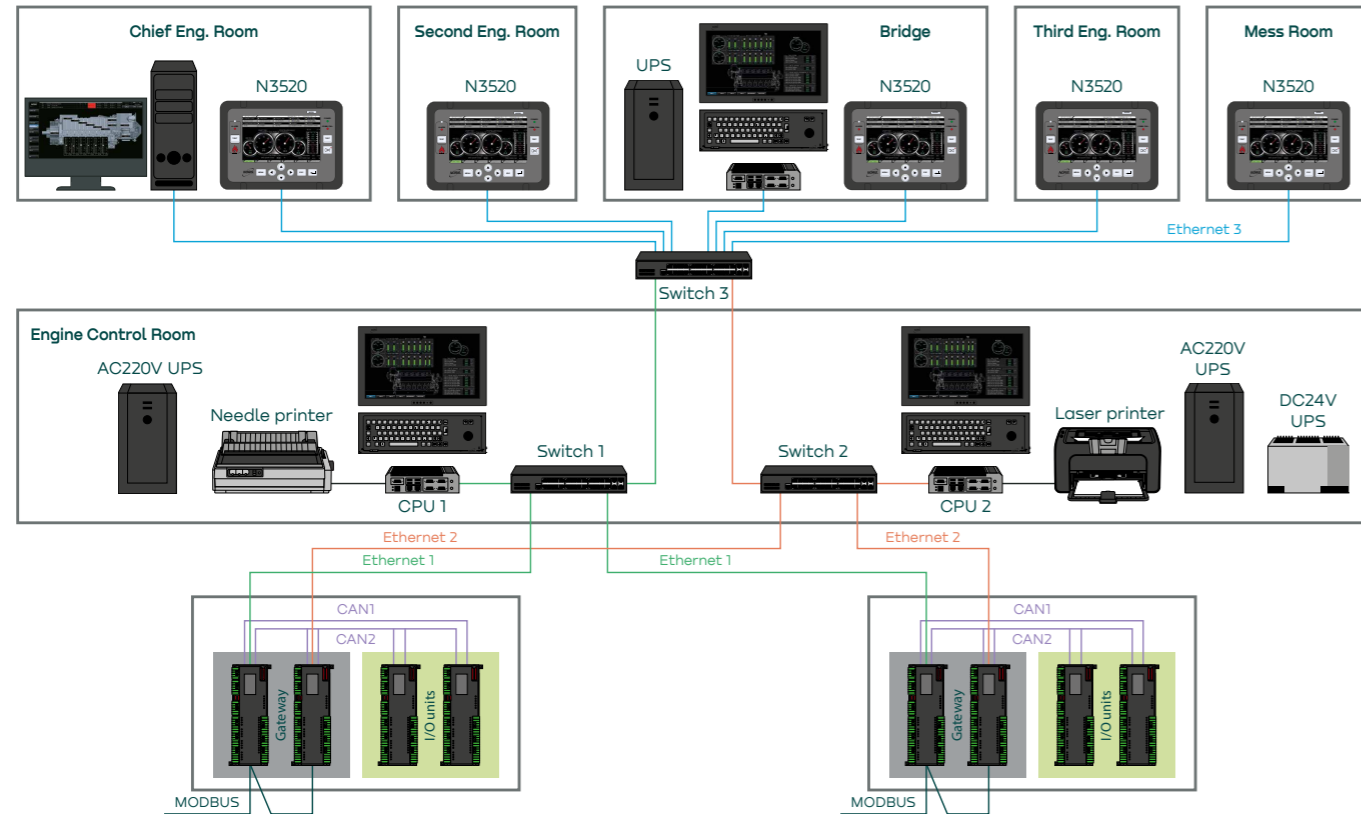 Chief Eng. Room
Second Eng. Room
Bridge
Third Eng. Room
Mess Room
N3520
N3520
UPS
N3520
N3520
N3520
Ethernet 3
Switch 3
Engine Control Room
AC220V UPS
Needle printer
CPU 1
Switch 1
Switch 2
CPU 2
Laser printer
AC220V
UPS
DC24V
UPS
Ethernet 2
Ethernet 1
Ethernet 1
Ethernet 2
CAN1
CAN2
Gateway
I/O units
MODBUS
CAN1
CAN2
Gateway
I/O units
MODBUS